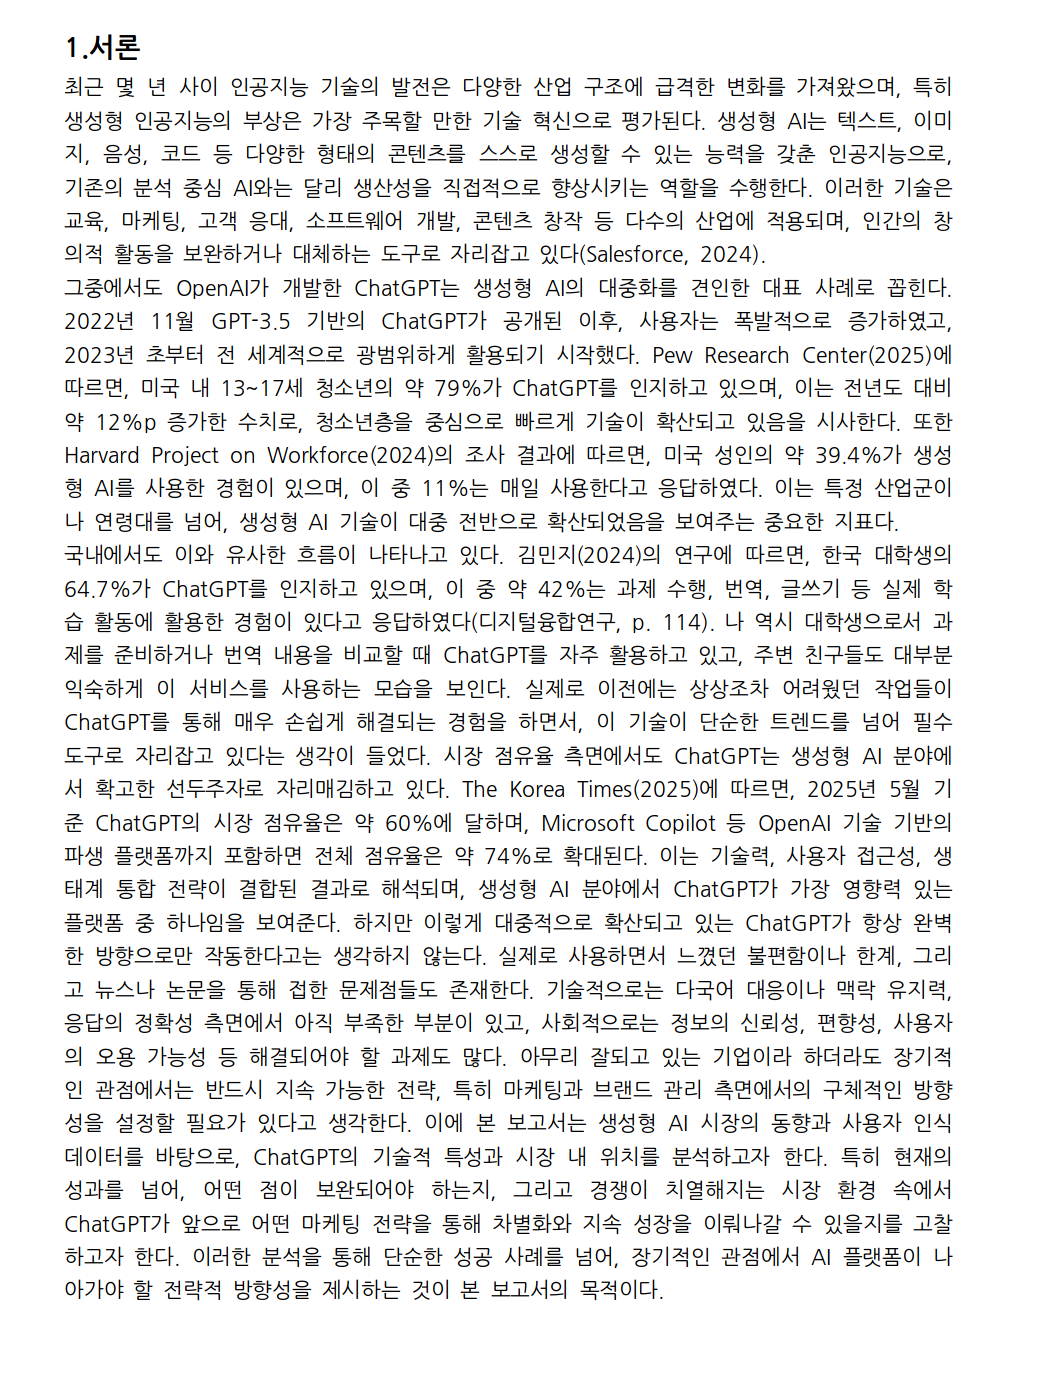 1.서론
최근 몇 년 사이 인공지능 기술의 발전은 다양한 산업 구조에 급격한 변화를 가져왔으며, 특히
생성형 인공지능의 부상은 가장 주목할 만한 기술 혁신으로 평가된다. 생성형 AI는 텍스트, 이미
지, 음성, 코드 등 다양한 형태의 콘텐츠를 스스로 생성할 수 있는 능력을 갖춘 인공지능으로,
기존의 분석 중심 AI와는 달리 생산성을 직접적으로 향상시키는 역할을 수행한다. 이러한 기술은
교육, 마케팅, 고객 응대, 소프트웨어 개발, 콘텐츠 창작 등 다수의 산업에 적용되며, 인간의 창
의적 활동을 보완하거나 대체하는 도구로 자리잡고 있다(Salesforce, 2024).
그중에서도 OpenAI가 개발한 ChatGPT는 생성형 AI의 대중화를 견인한 대표 사례로 꼽힌다.
2022년 11월 GPT-3.5 기반의 ChatGPT가 공개된 이후, 사용자는 폭발적으로 증가하였고,
2023년 초부터 전 세계적으로 광범위하게 활용되기 시작했다. Pew Research Center(2025)에
따르면, 미국 내 13~17세 청소년의 약 79%가 ChatGPT를 인지하고 있으며, 이는 전년도 대비
약 12%p 증가한 수치로, 청소년층을 중심으로 빠르게 기술이 확산되고 있음을 시사한다. 또한
Harvard Project on Workforce(2024)의 조사 결과에 따르면, 미국 성인의 약 39.4%가 생성
형 AI를 사용한 경험이 있으며, 이 중 11%는 매일 사용한다고 응답하였다. 이는 특정 산업군이
나 연령대를 넘어, 생성형 AI 기술이 대중 전반으로 확산되었음을 보여주는 중요한 지표다.
국내에서도 이와 유사한 흐름이 나타나고 있다. 김민지(2024)의 연구에 따르면, 한국 대학생의
64.7%가 ChatGPT를 인지하고 있으며, 이 중 약 42%는 과제 수행, 번역, 글쓰기 등 실제 학
습 활동에 활용한 경험이 있다고 응답하였다(디지털융합연구, p. 114). 나 역시 대학생으로서 과
제를 준비하거나 번역 내용을 비교할 때 ChatGPT를 자주 활용하고 있고, 주변 친구들도 대부분
익숙하게 이 서비스를 사용하는 모습을 보인다. 실제로 이전에는 상상조차 어려웠던 작업들이
ChatGPT를 통해 매우 손쉽게 해결되는 경험을 하면서, 이 기술이 단순한 트렌드를 넘어 필수
도구로 자리잡고 있다는 생각이 들었다. 시장 점유율 측면에서도 ChatGPT는 생성형 AI 분야에
서 확고한 선두주자로 자리매김하고 있다. The Korea Times(2025)에 따르면, 2025년 5월 기
준 ChatGPT의 시장 점유율은 약 60%에 달하며, Microsoft Copilot 등 OpenAI 기술 기반의
파생 플랫폼까지 포함하면 전체 점유율은 약 74%로 확대된다. 이는 기술력, 사용자 접근성, 생
태계 통합 전략이 결합된 결과로 해석되며, 생성형 AI 분야에서 ChatGPT가 가장 영향력 있는
플랫폼 중 하나임을 보여준다. 하지만 이렇게 대중적으로 확산되고 있는 ChatGPT가 항상 완벽
한 방향으로만 작동한다고는 생각하지 않는다. 실제로 사용하면서 느꼈던 불편함이나 한계, 그리
고 뉴스나 논문을 통해 접한 문제점들도 존재한다. 기술적으로는 다국어 대응이나 맥락 유지력,
응답의 정확성 측면에서 아직 부족한 부분이 있고, 사회적으로는 정보의 신뢰성, 편향성, 사용자
의 오용 가능성 등 해결되어야 할 과제도 많다. 아무리 잘되고 있는 기업이라 하더라도 장기적
인 관점에서는 반드시 지속 가능한 전략, 특히 마케팅과 브랜드 관리 측면에서의 구체적인 방향
성을 설정할 필요가 있다고 생각한다. 이에 본 보고서는 생성형 AI 시장의 동향과 사용자 인식
데이터를 바탕으로, ChatGPT의 기술적 특성과 시장 내 위치를 분석하고자 한다. 특히 현재의
성과를 넘어, 어떤 점이 보완되어야 하는지, 그리고 경쟁이 치열해지는 시장 환경 속에서
ChatGPT가 앞으로 어떤 마케팅 전략을 통해 차별화와 지속 성장을 이뤄나갈 수 있을지를 고찰
하고자 한다. 이러한 분석을 통해 단순한 성공 사례를 넘어, 장기적인 관점에서 AI 플랫폼이 나
아가야 할 전략적 방향성을 제시하는 것이 본 보고서의 목적이다.